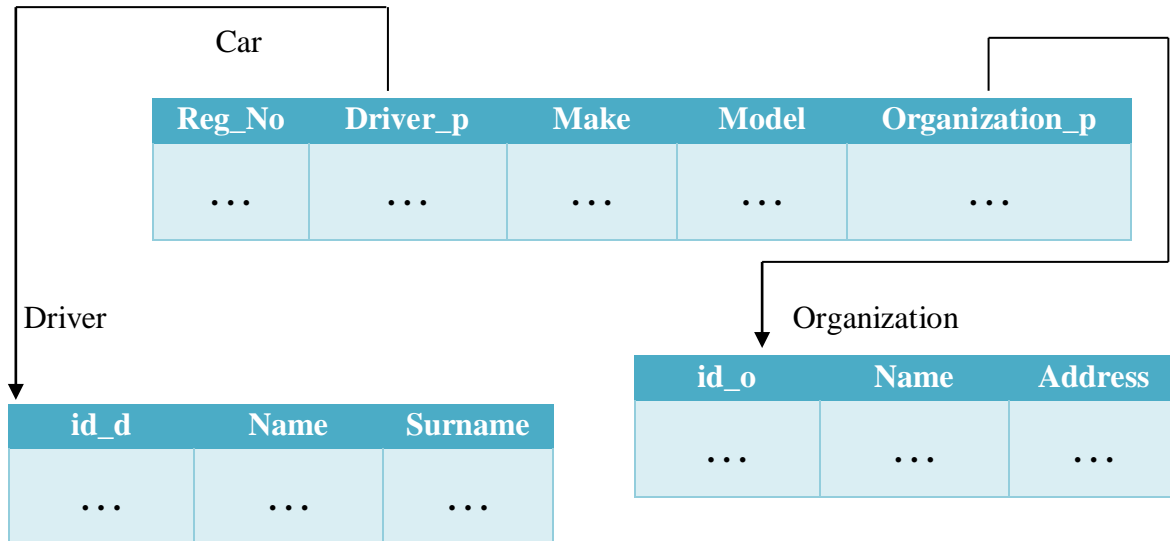 Car
Reg_No Driver_p Make Model Organization_p
... ... ... ... ...
Driver
Organization
id_o Name Address
... ... ...
id_d Name Surname
... ... ...